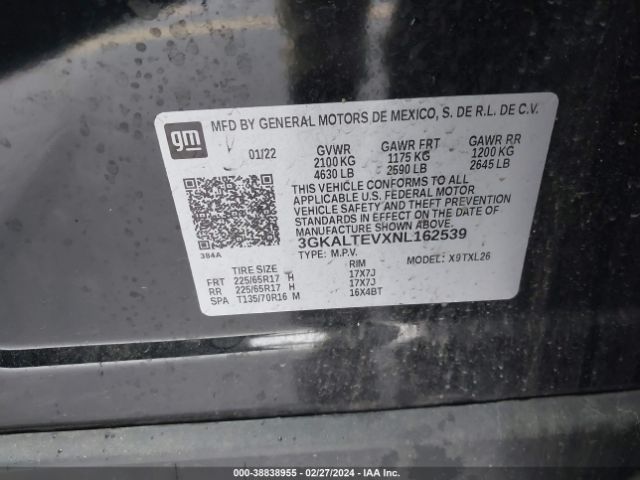 MFD BY GENERAL MOTORS DE MEXICO, S. DE R.L. DE C.V.
gm
01/22 GVWR GAWR FRT GAWR RR
2100 KG 1175 KG 1200 KG
4630 LB 2590 LB 2645 LB
THIS VEHICLE CONFORMS TO ALL
APPLICABLE U.S. FEDERAL MOTOR
VEHICLE SAFETY AND THEFT
PREVENTION STANDARDS IN
EFFECT ON THE DATE OF
MANUFACTURE SHOWN ABOVE.
384A
3GKALTEVXNL162539
TYPE: M.P.V. MODEL: X9TXL26
TIRE SIZE RIM
FRT 225/65R17 H 17X7J
RR 225/65R17 H 17X7J
SPA T135/70R16 M 16X4BT
000-38838955 - 02/27/2024 - IAA Inc.